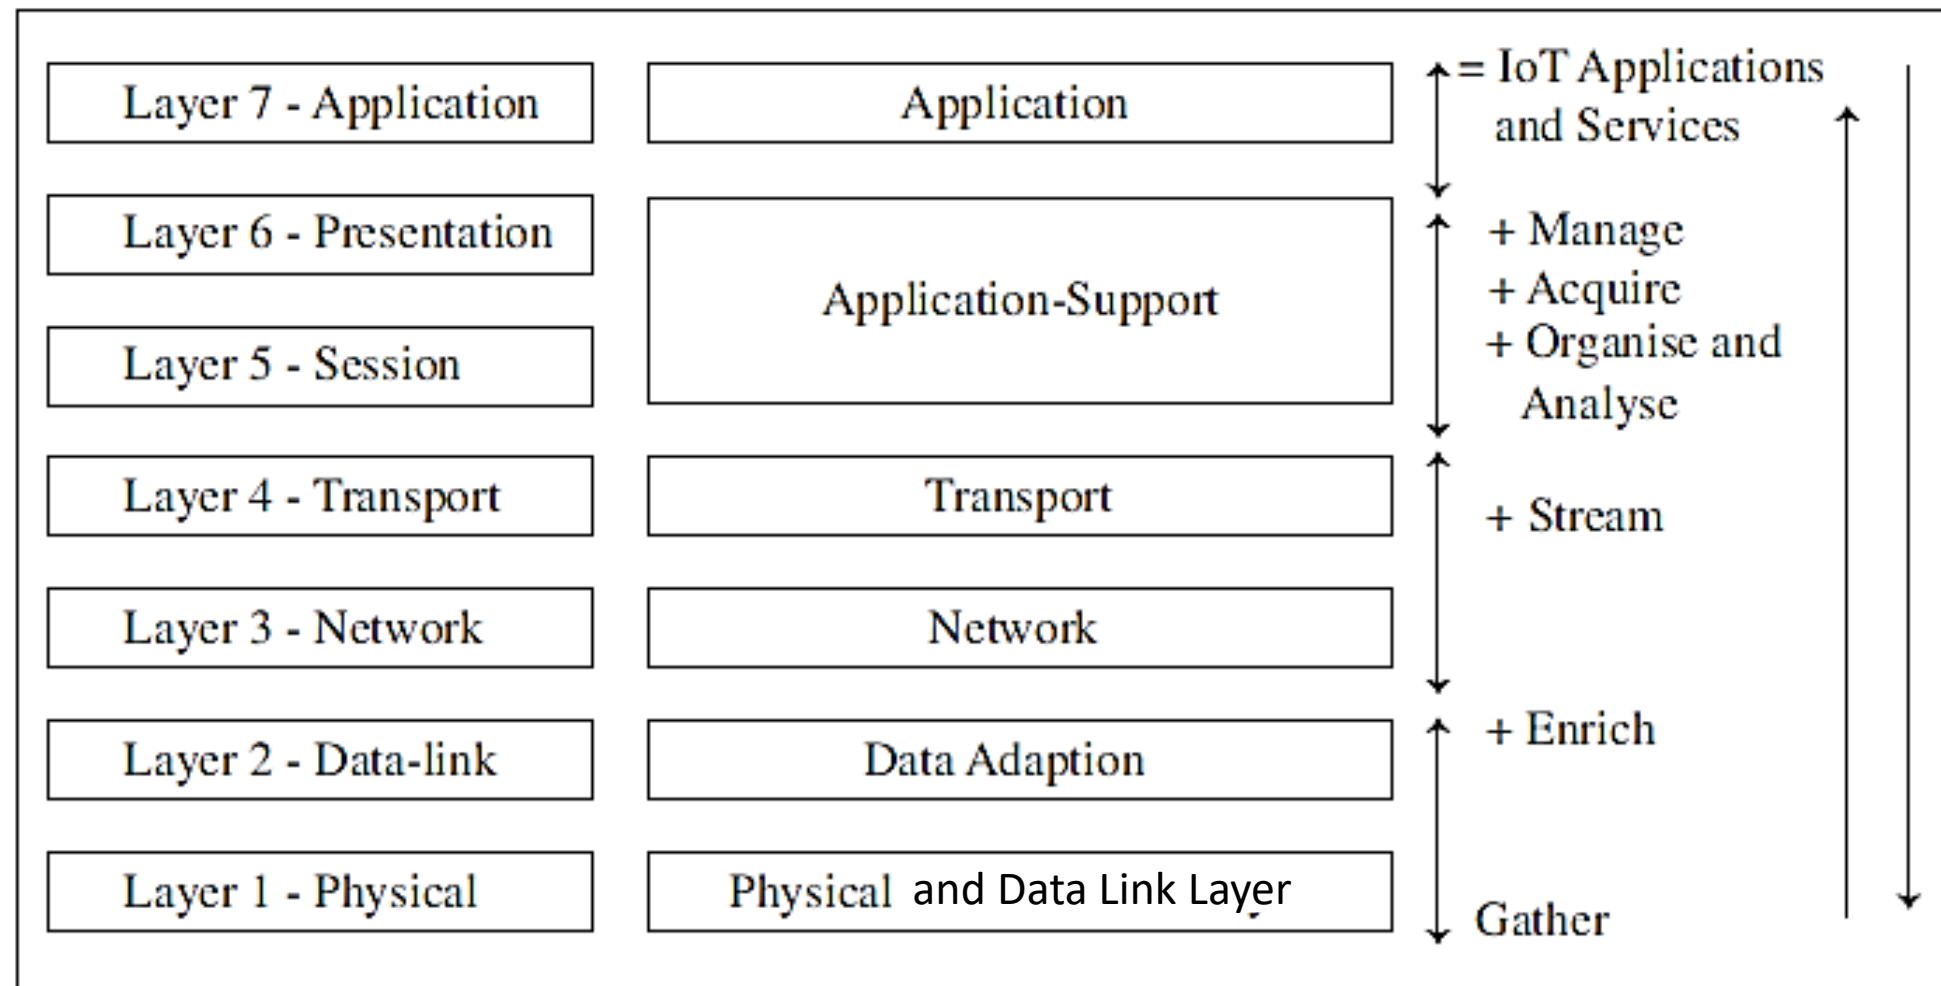 Layer 7 - Application
Application
= IoT Applications
and Services
Layer 6 - Presentation
Application-Support
+ Manage
+ Acquire
+ Organise and
Analyse
Layer 5 - Session
Layer 4 - Transport
Transport
+ Stream
Layer 3 - Network
Network
Layer 2 - Data-link
Data Adaption
+ Enrich
Layer 1 - Physical
Physical and Data Link Layer
Gather